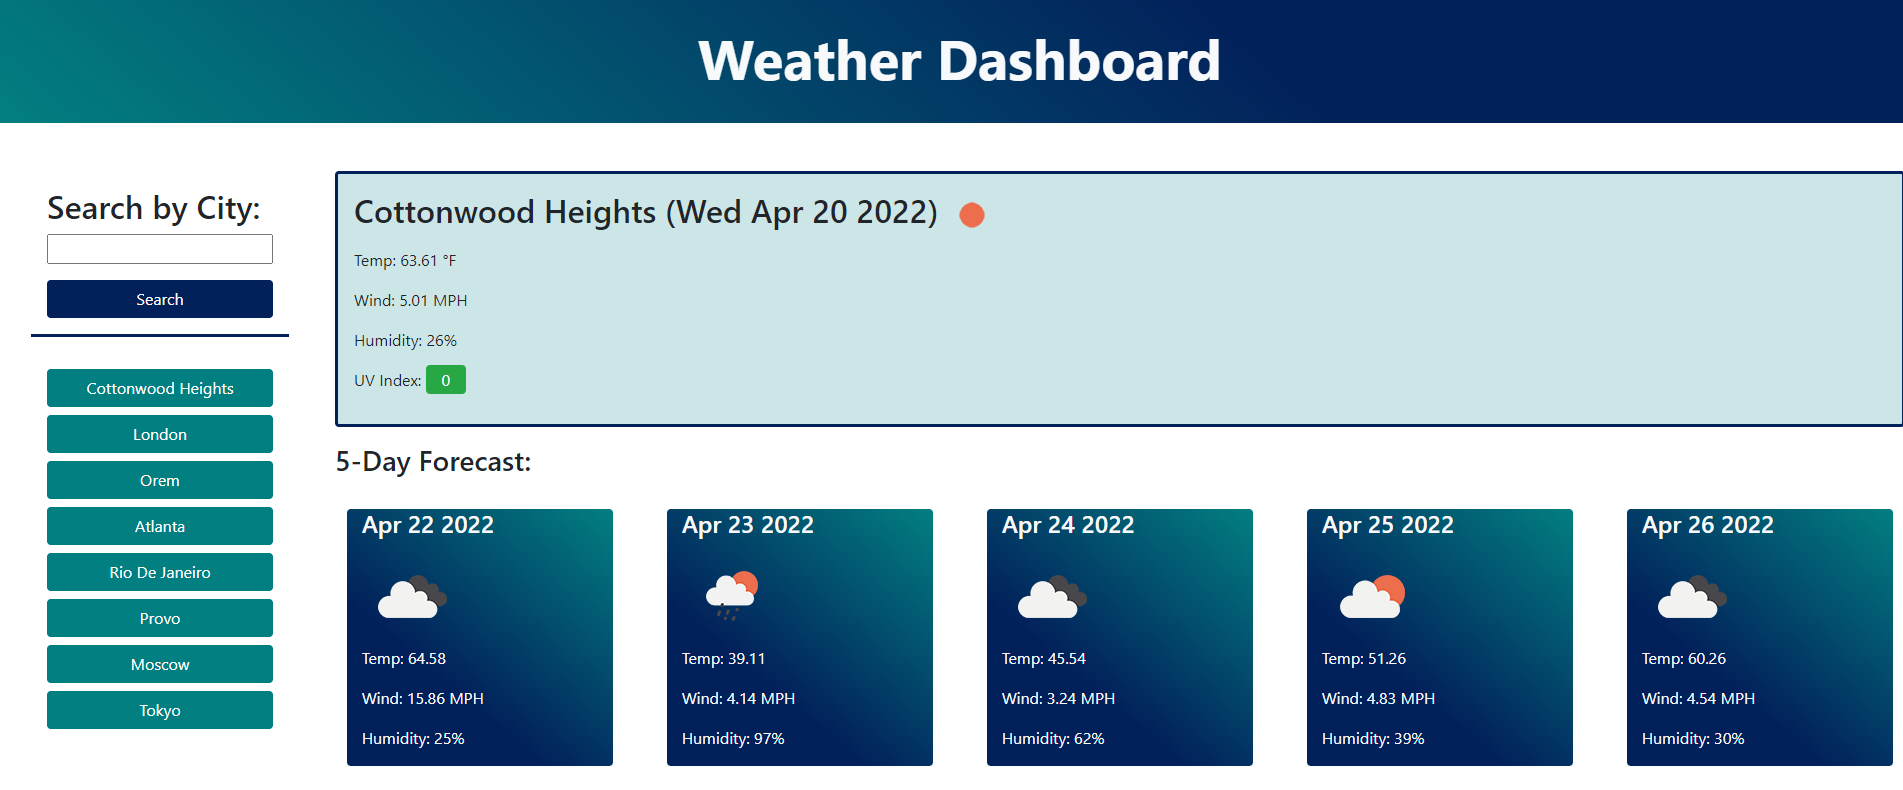 Weather Dashboard
Search by City:
Search
Cottonwood Heights
London
Orem
Atlanta
Rio De Janeiro
Provo
Moscow
Tokyo
Cottonwood Heights (Wed Apr 20 2022)
Temp: 63.61 °F
Wind: 5.01 MPH
Humidity: 26%
UV Index: 0
5-Day Forecast:
Apr 22 2022
Temp: 64.58
Wind: 15.86 MPH
Humidity: 25%
Apr 23 2022
Temp: 39.11
Wind: 4.14 MPH
Humidity: 97%
Apr 24 2022
Temp: 45.54
Wind: 3.24 MPH
Humidity: 62%
Apr 25 2022
Temp: 51.26
Wind: 4.83 MPH
Humidity: 39%
Apr 26 2022
Temp: 60.26
Wind: 4.54 MPH
Humidity: 30%